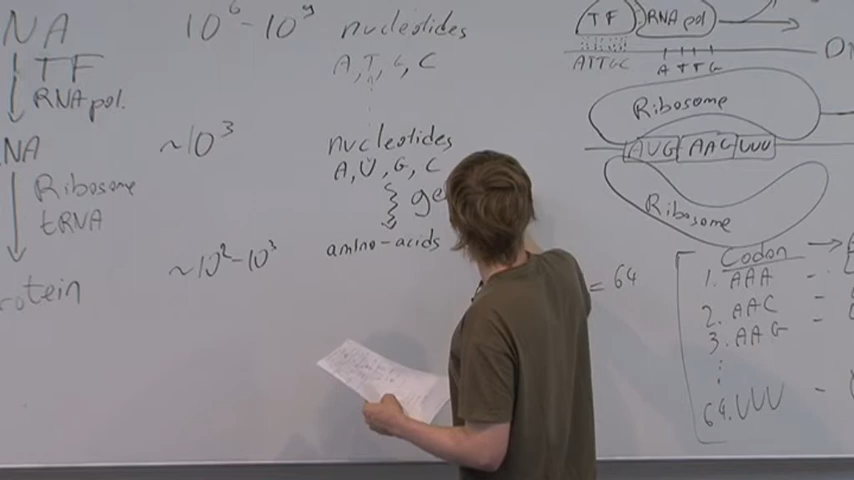 NA
TF
RNA pol.
NA
Ribosome
tRNA
rotein
10^6 - 10^9
~10^3
~10^2 - 10^3
nucleotides
A, T, G, C
nucleotides
A, U, G, C
ge
amino-acids
= 64
TF RNA pol
ATTGC ATTG
Ribosome
AUG AAC UUU
Ribosome
Codon →
1. AAA -
2. AAC -
3. AAG -
64. UUU -